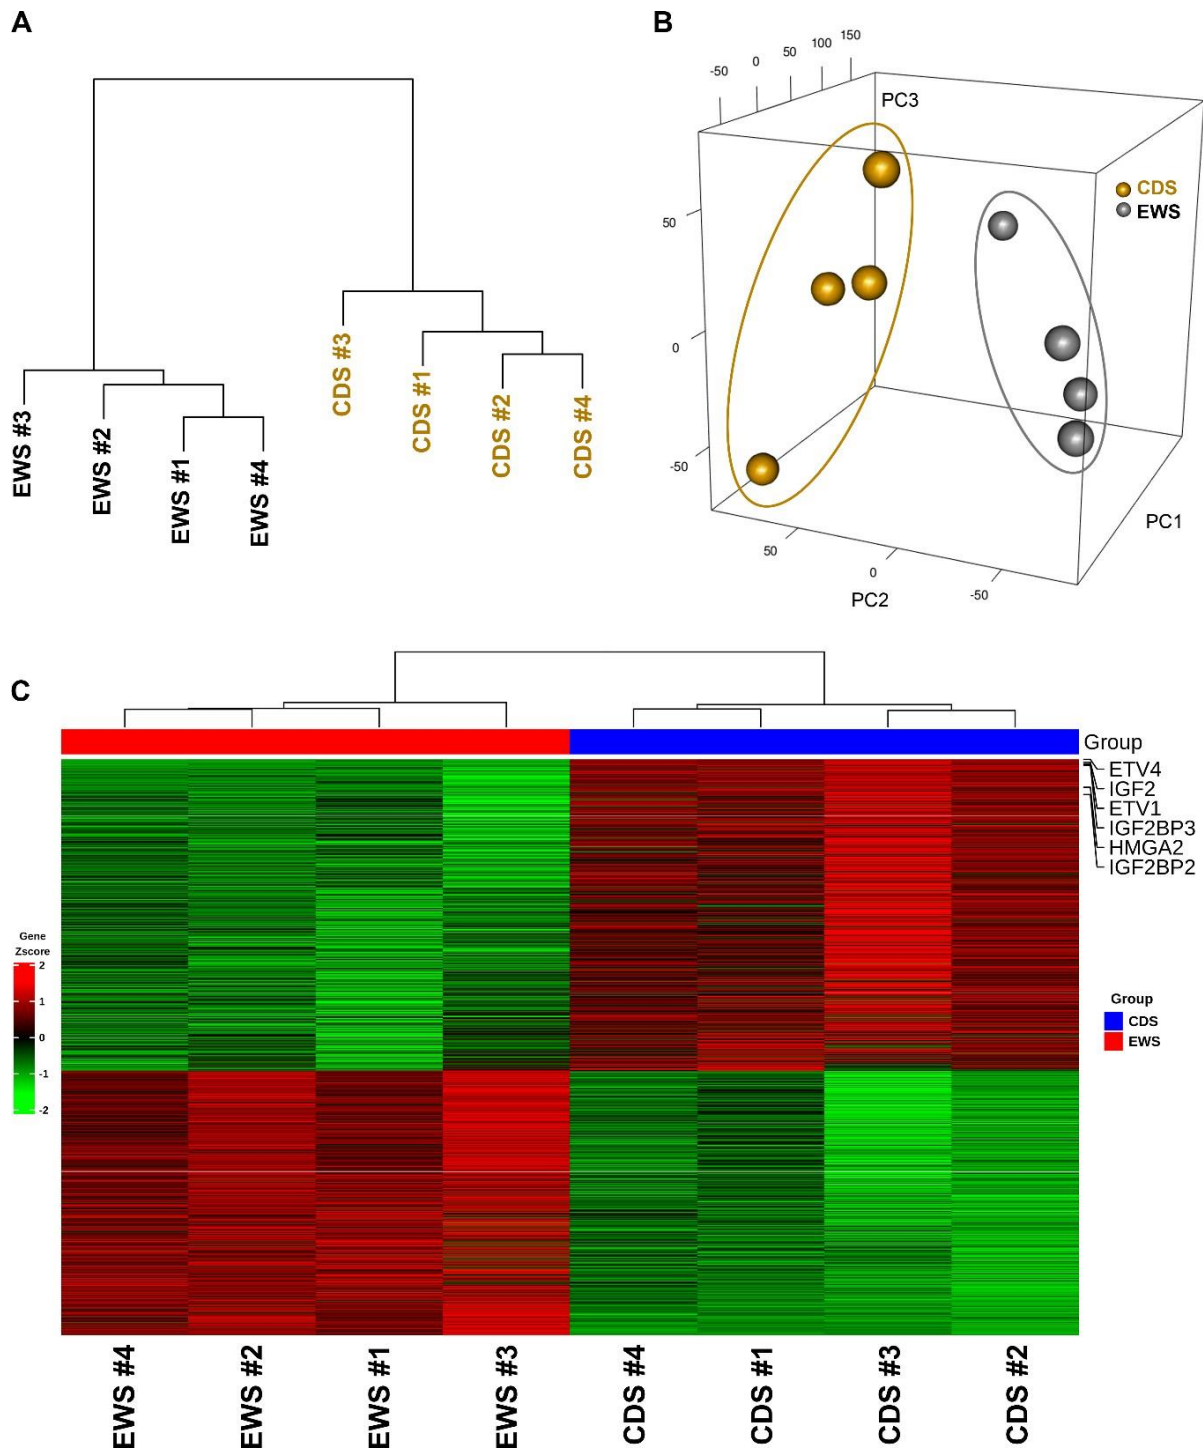 A
EWS #3
EWS #2
EWS #1
EWS #4
CDS #3
CDS #1
CDS #2
CDS #4
B
-50
0
50
100
150
PC3
CDS
EWS
50
0
-50
50
0
-50
PC2
PC1
C
Group
ETV4
IGF2
ETV1
IGF2BP3
HMGA2
IGF2BP2
Gene
Zscore
2
1
0
-1
-2
Group
CDS
EWS
EWS #4
EWS #2
EWS #1
EWS #3
CDS #4
CDS #1
CDS #3
CDS #2